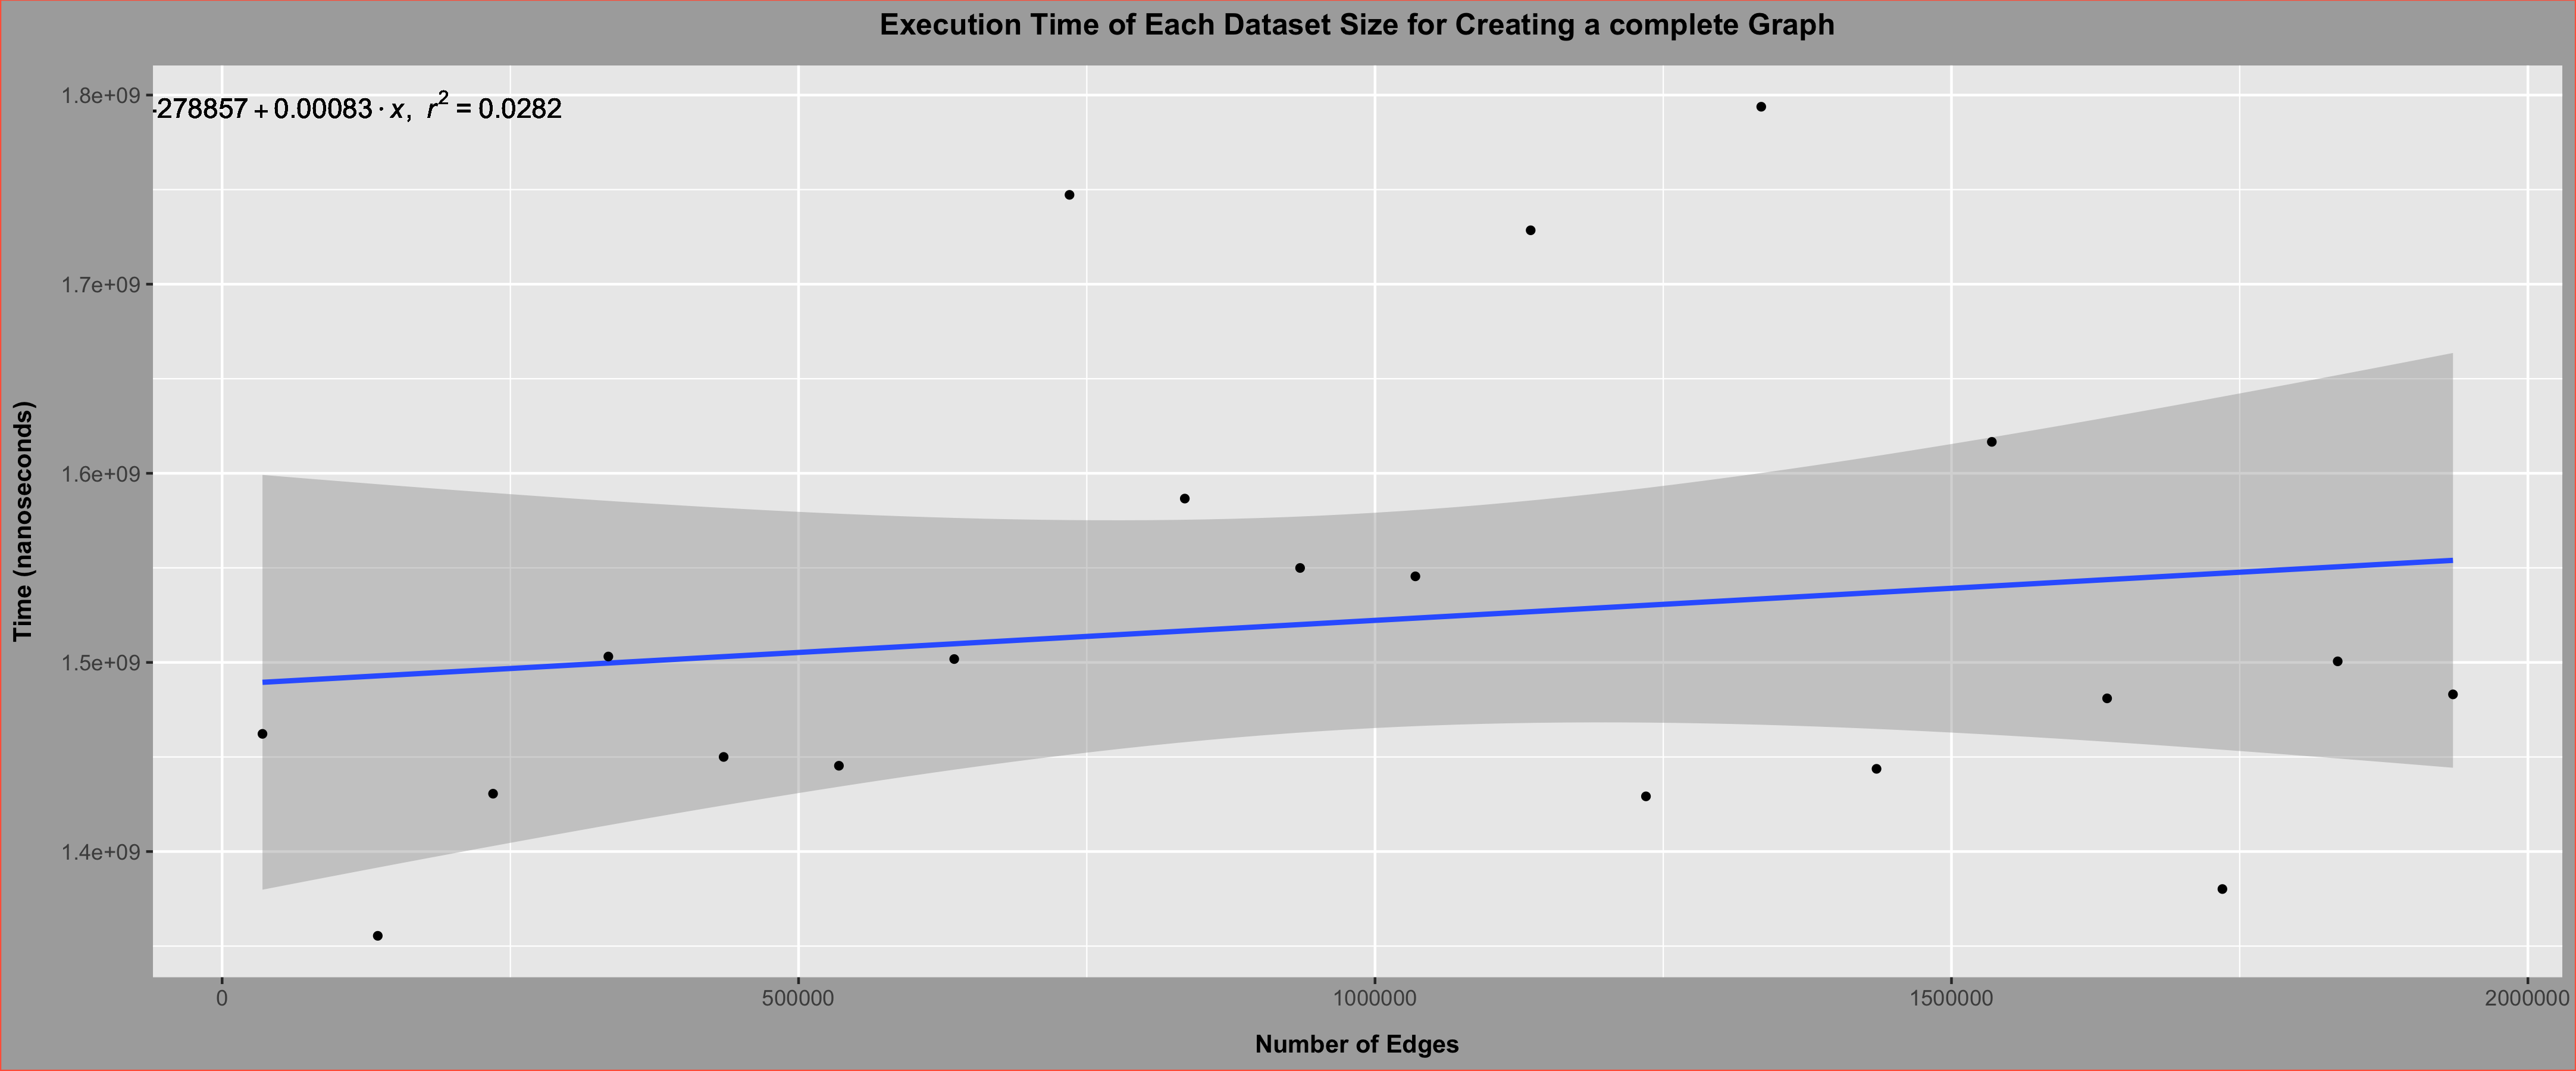 Execution Time of Each Dataset Size for Creating a complete Graph
-278857 + 0.00083 · x, r² = 0.0282
1.8e+09
1.7e+09
1.6e+09
1.5e+09
1.4e+09
Time (nanoseconds)
0 500000 1000000 1500000 2000000
Number of Edges